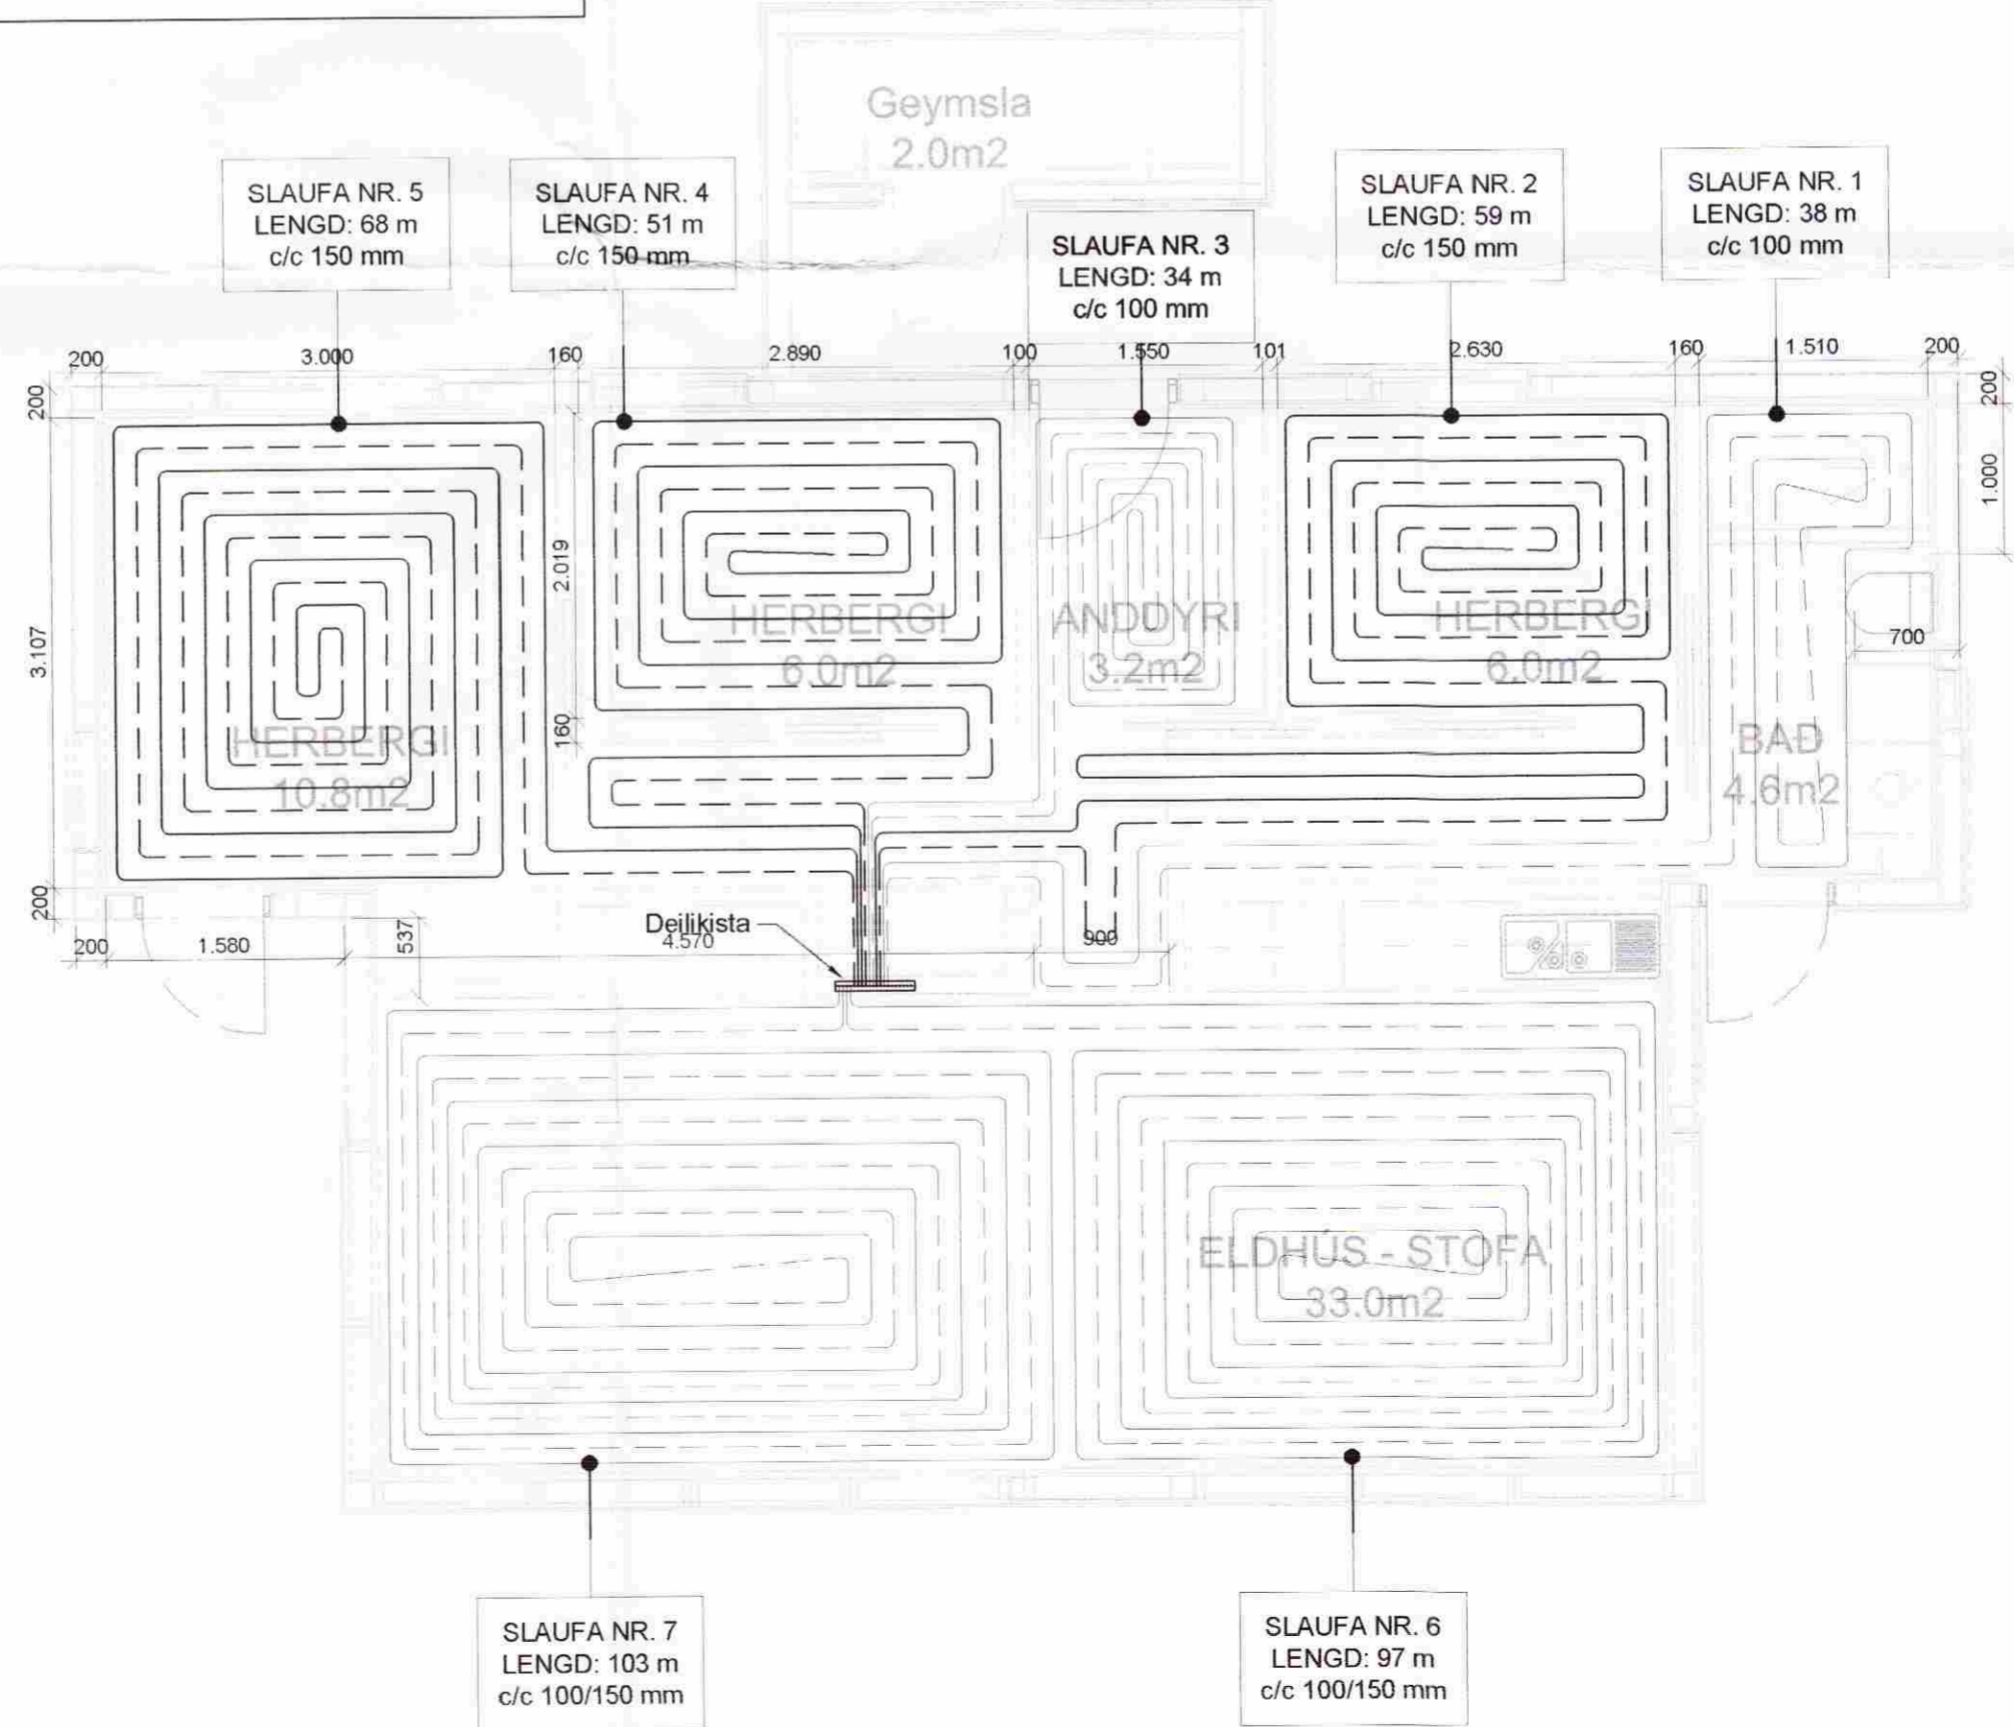 Geymsla
2.0m2
SLAUFA NR. 5
LENGD: 68 m
c/c 150 mm
SLAUFA NR. 4
LENGD: 51 m
c/c 150 mm
SLAUFA NR. 3
LENGD: 34 m
c/c 100 mm
SLAUFA NR. 2
LENGD: 59 m
c/c 150 mm
SLAUFA NR. 1
LENGD: 38 m
c/c 100 mm
200
3.000
160
2.890
100
1.550
101
2.630
160
1.510
200
200
3.107
200
2.019
160
200
1.000
700
HERBERGI
10.8m2
HERBERGI
6.0m2
ANDDYRI
3.2m2
HERBERGI
6.0m2
BAÐ
4.6m2
200
1.580
537
Deilikista
4.570
900
ELDHÚS - STOFA
33.0m2
SLAUFA NR. 7
LENGD: 103 m
c/c 100/150 mm
SLAUFA NR. 6
LENGD: 97 m
c/c 100/150 mm